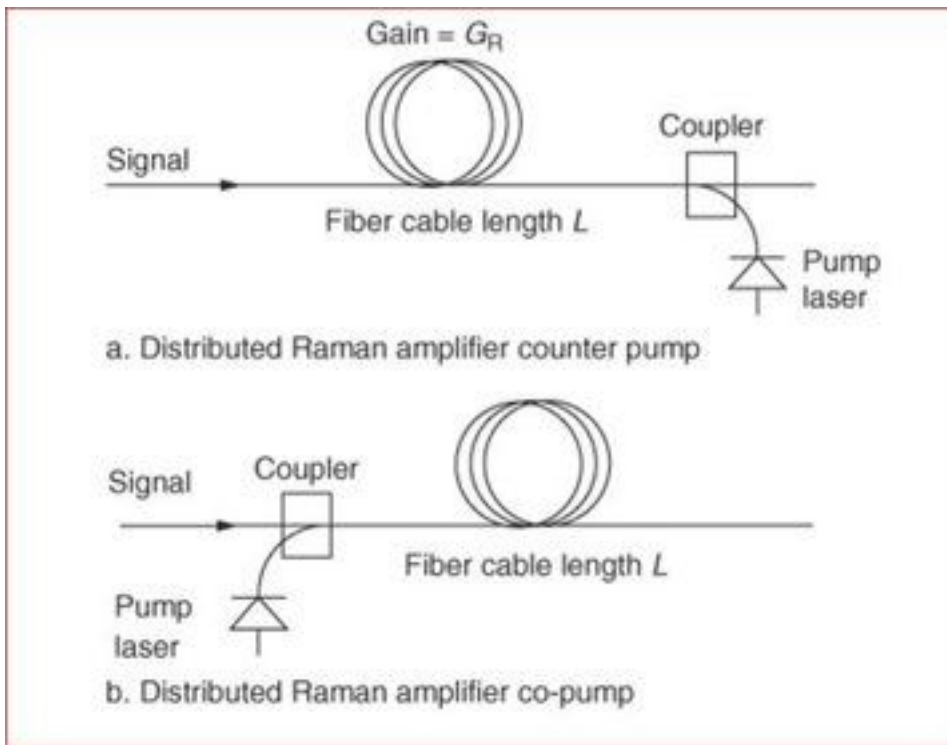 Gain = G_R
Coupler
Signal
Fiber cable length L
Pump
laser
a. Distributed Raman amplifier counter pump
Coupler
Signal
Fiber cable length L
Pump
laser
b. Distributed Raman amplifier co-pump